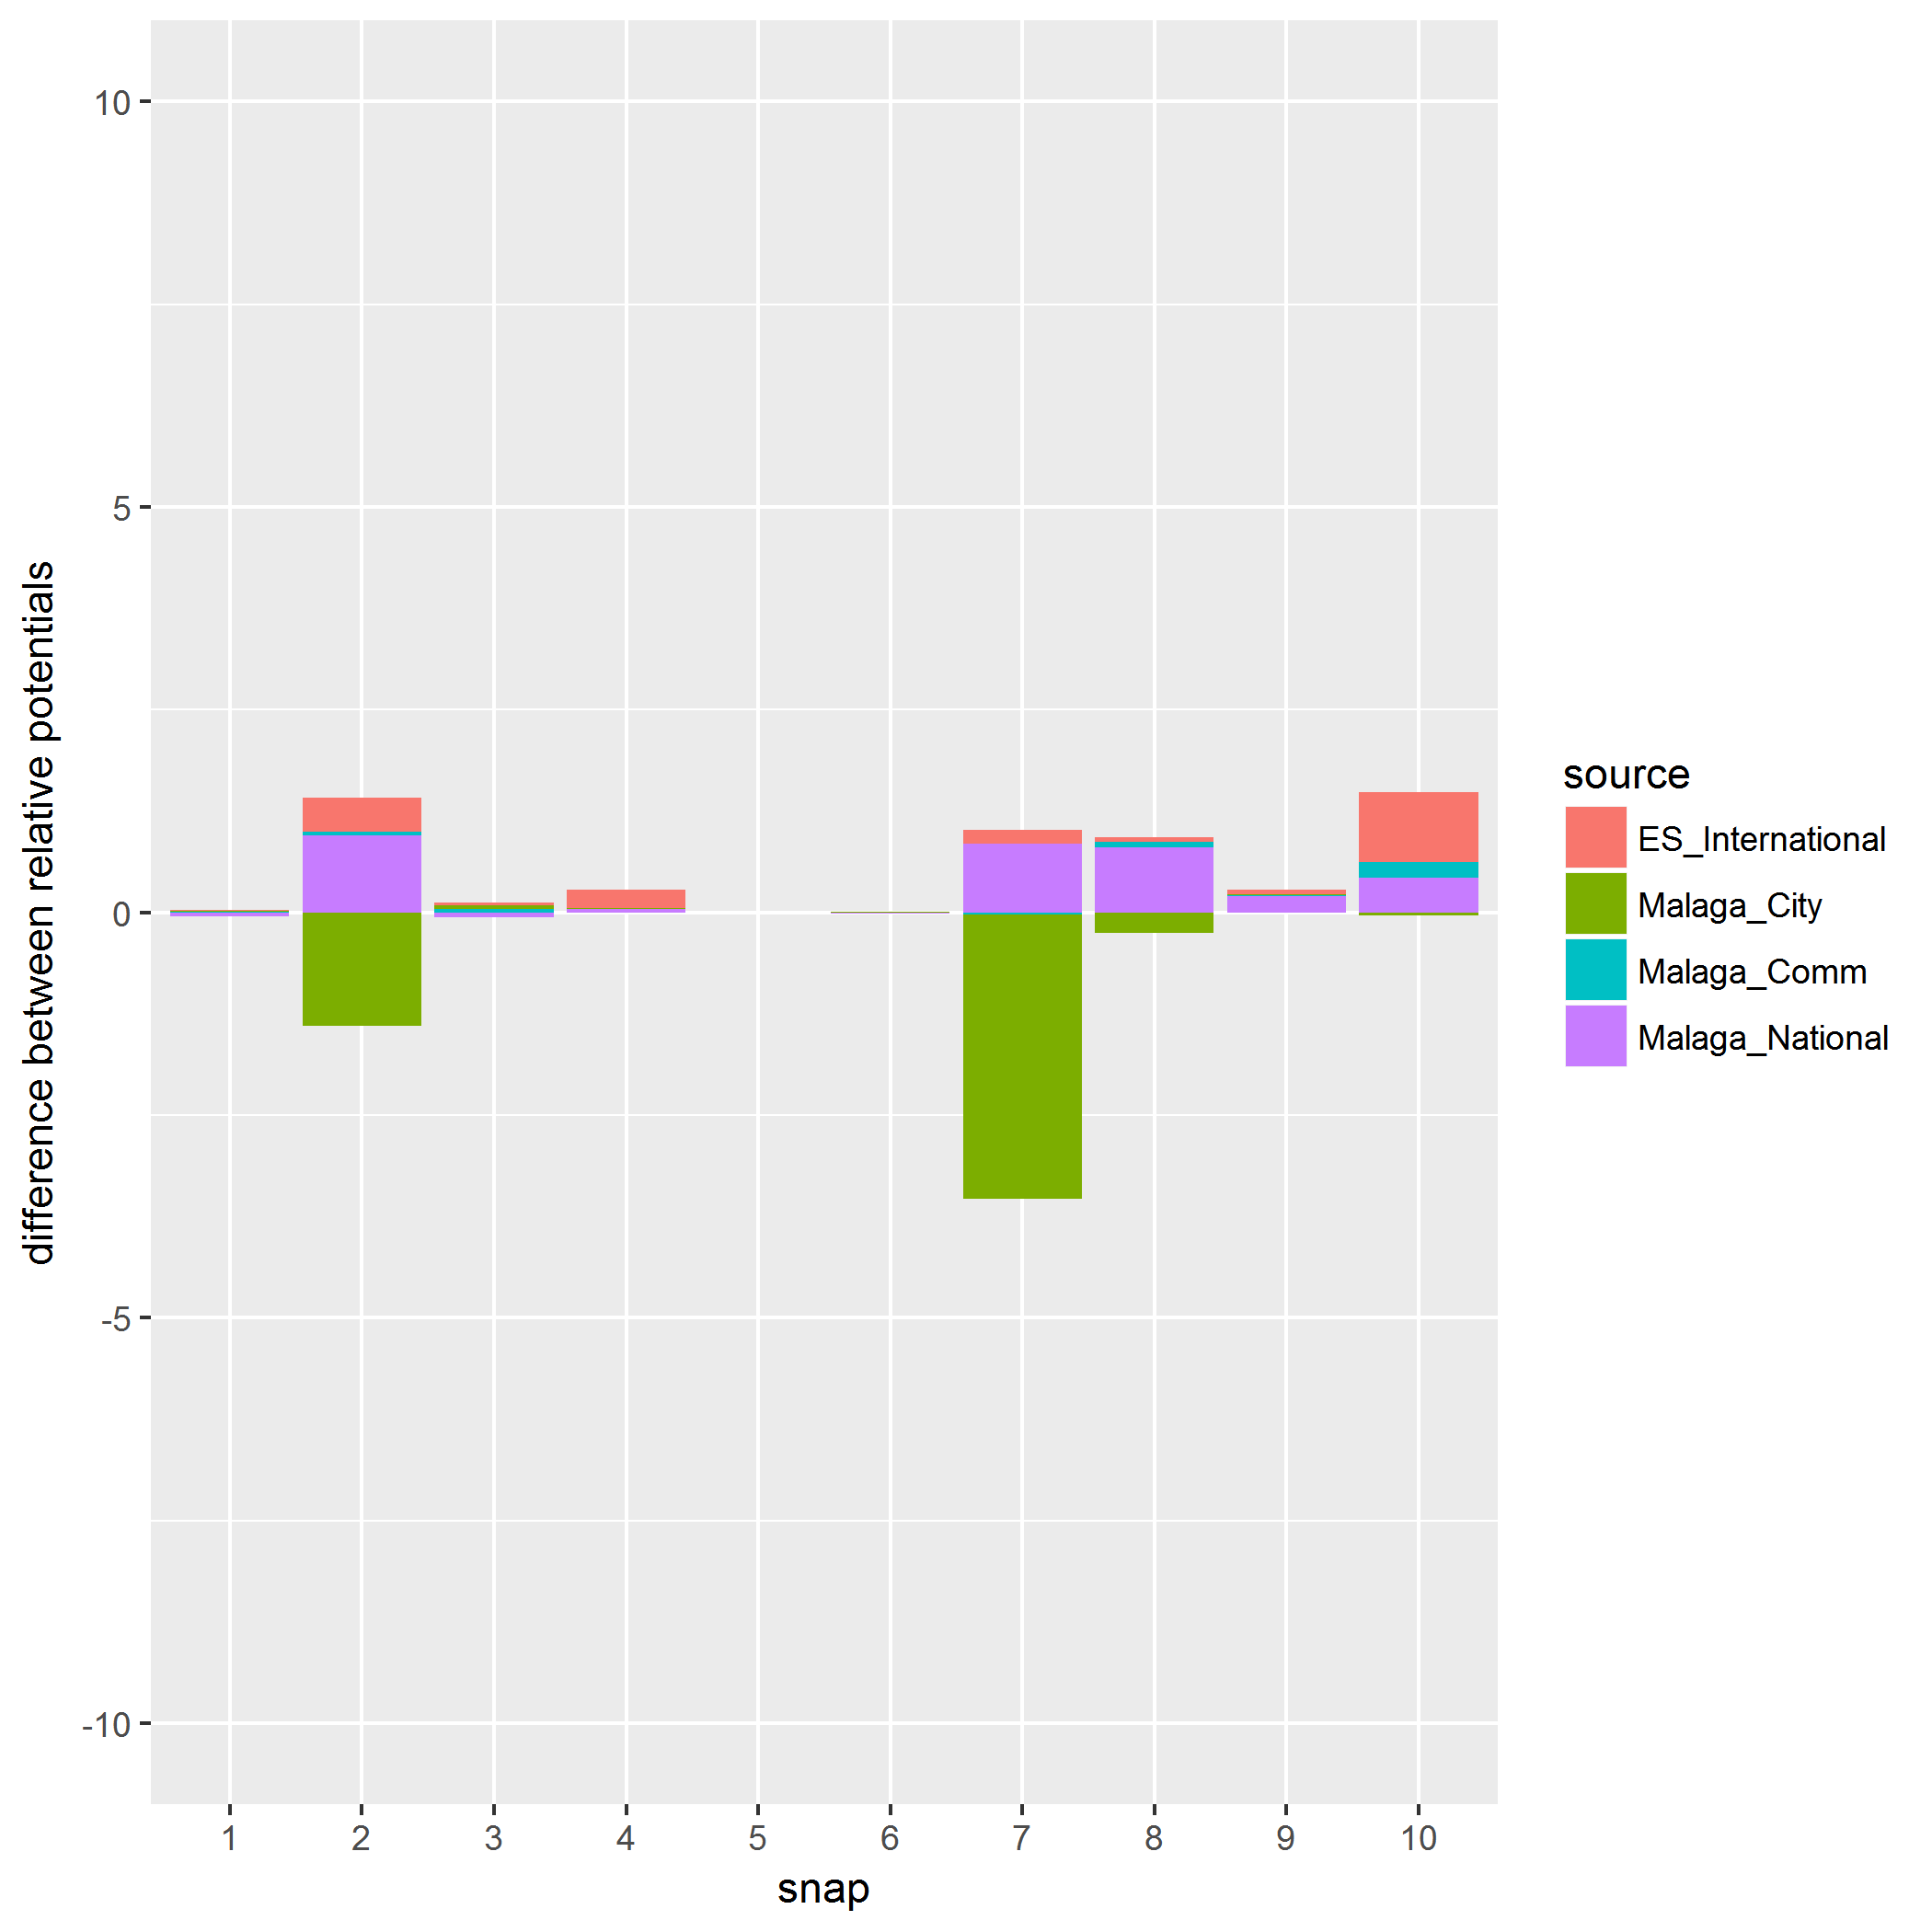 10
5
0
-5
-10
difference between relative potentials
1 2 3 4 5 6 7 8 9 10
snap
source
ES_International
Malaga_City
Malaga_Comm
Malaga_National